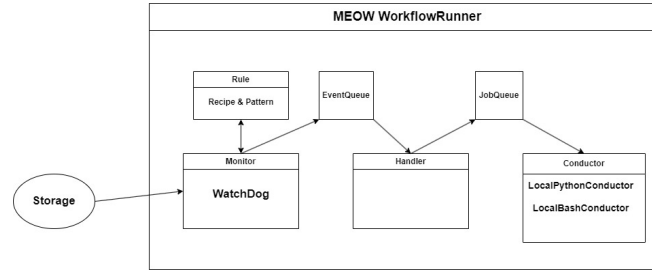 MEOW WorkflowRunner
Rule
Recipe & Pattern
EventQueue
JobQueue
Monitor
WatchDog
Handler
Conductor
LocalPythonConductor
LocalBashConductor
Storage